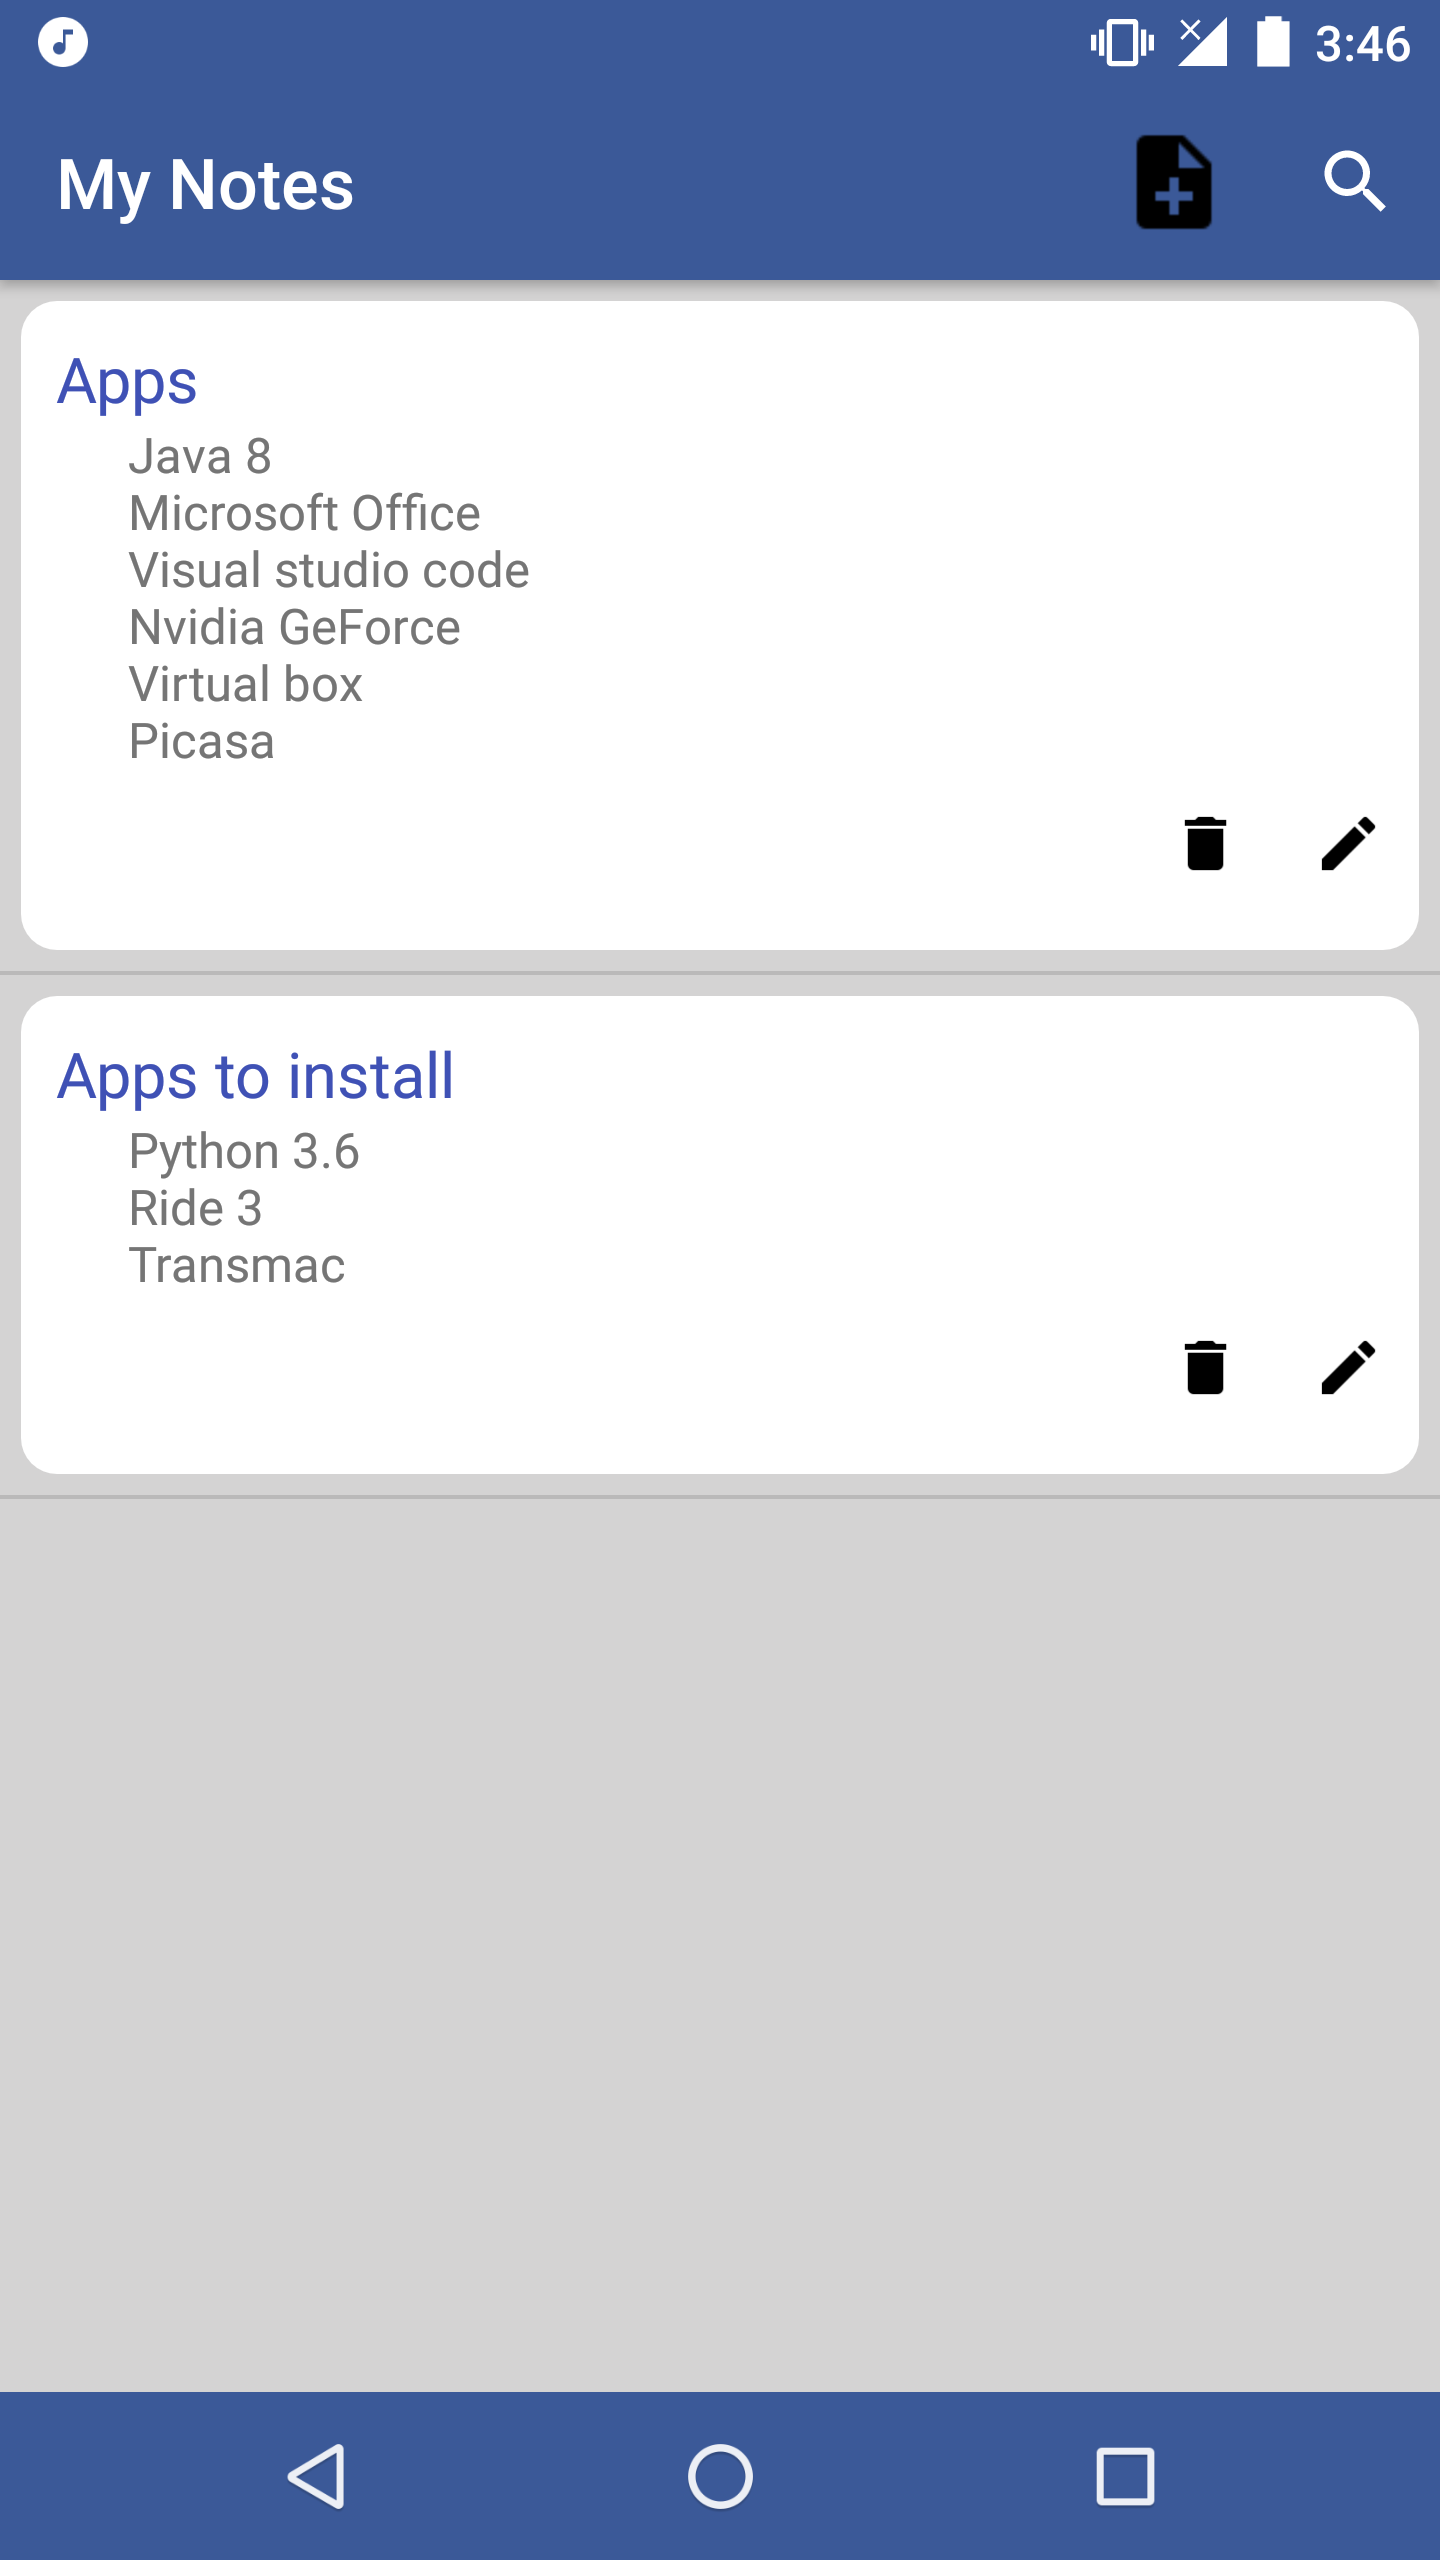 3:46
My Notes
Apps
Java 8
Microsoft Office
Visual studio code
Nvidia GeForce
Virtual box
Picasa
Apps to install
Python 3.6
Ride 3
Transmac